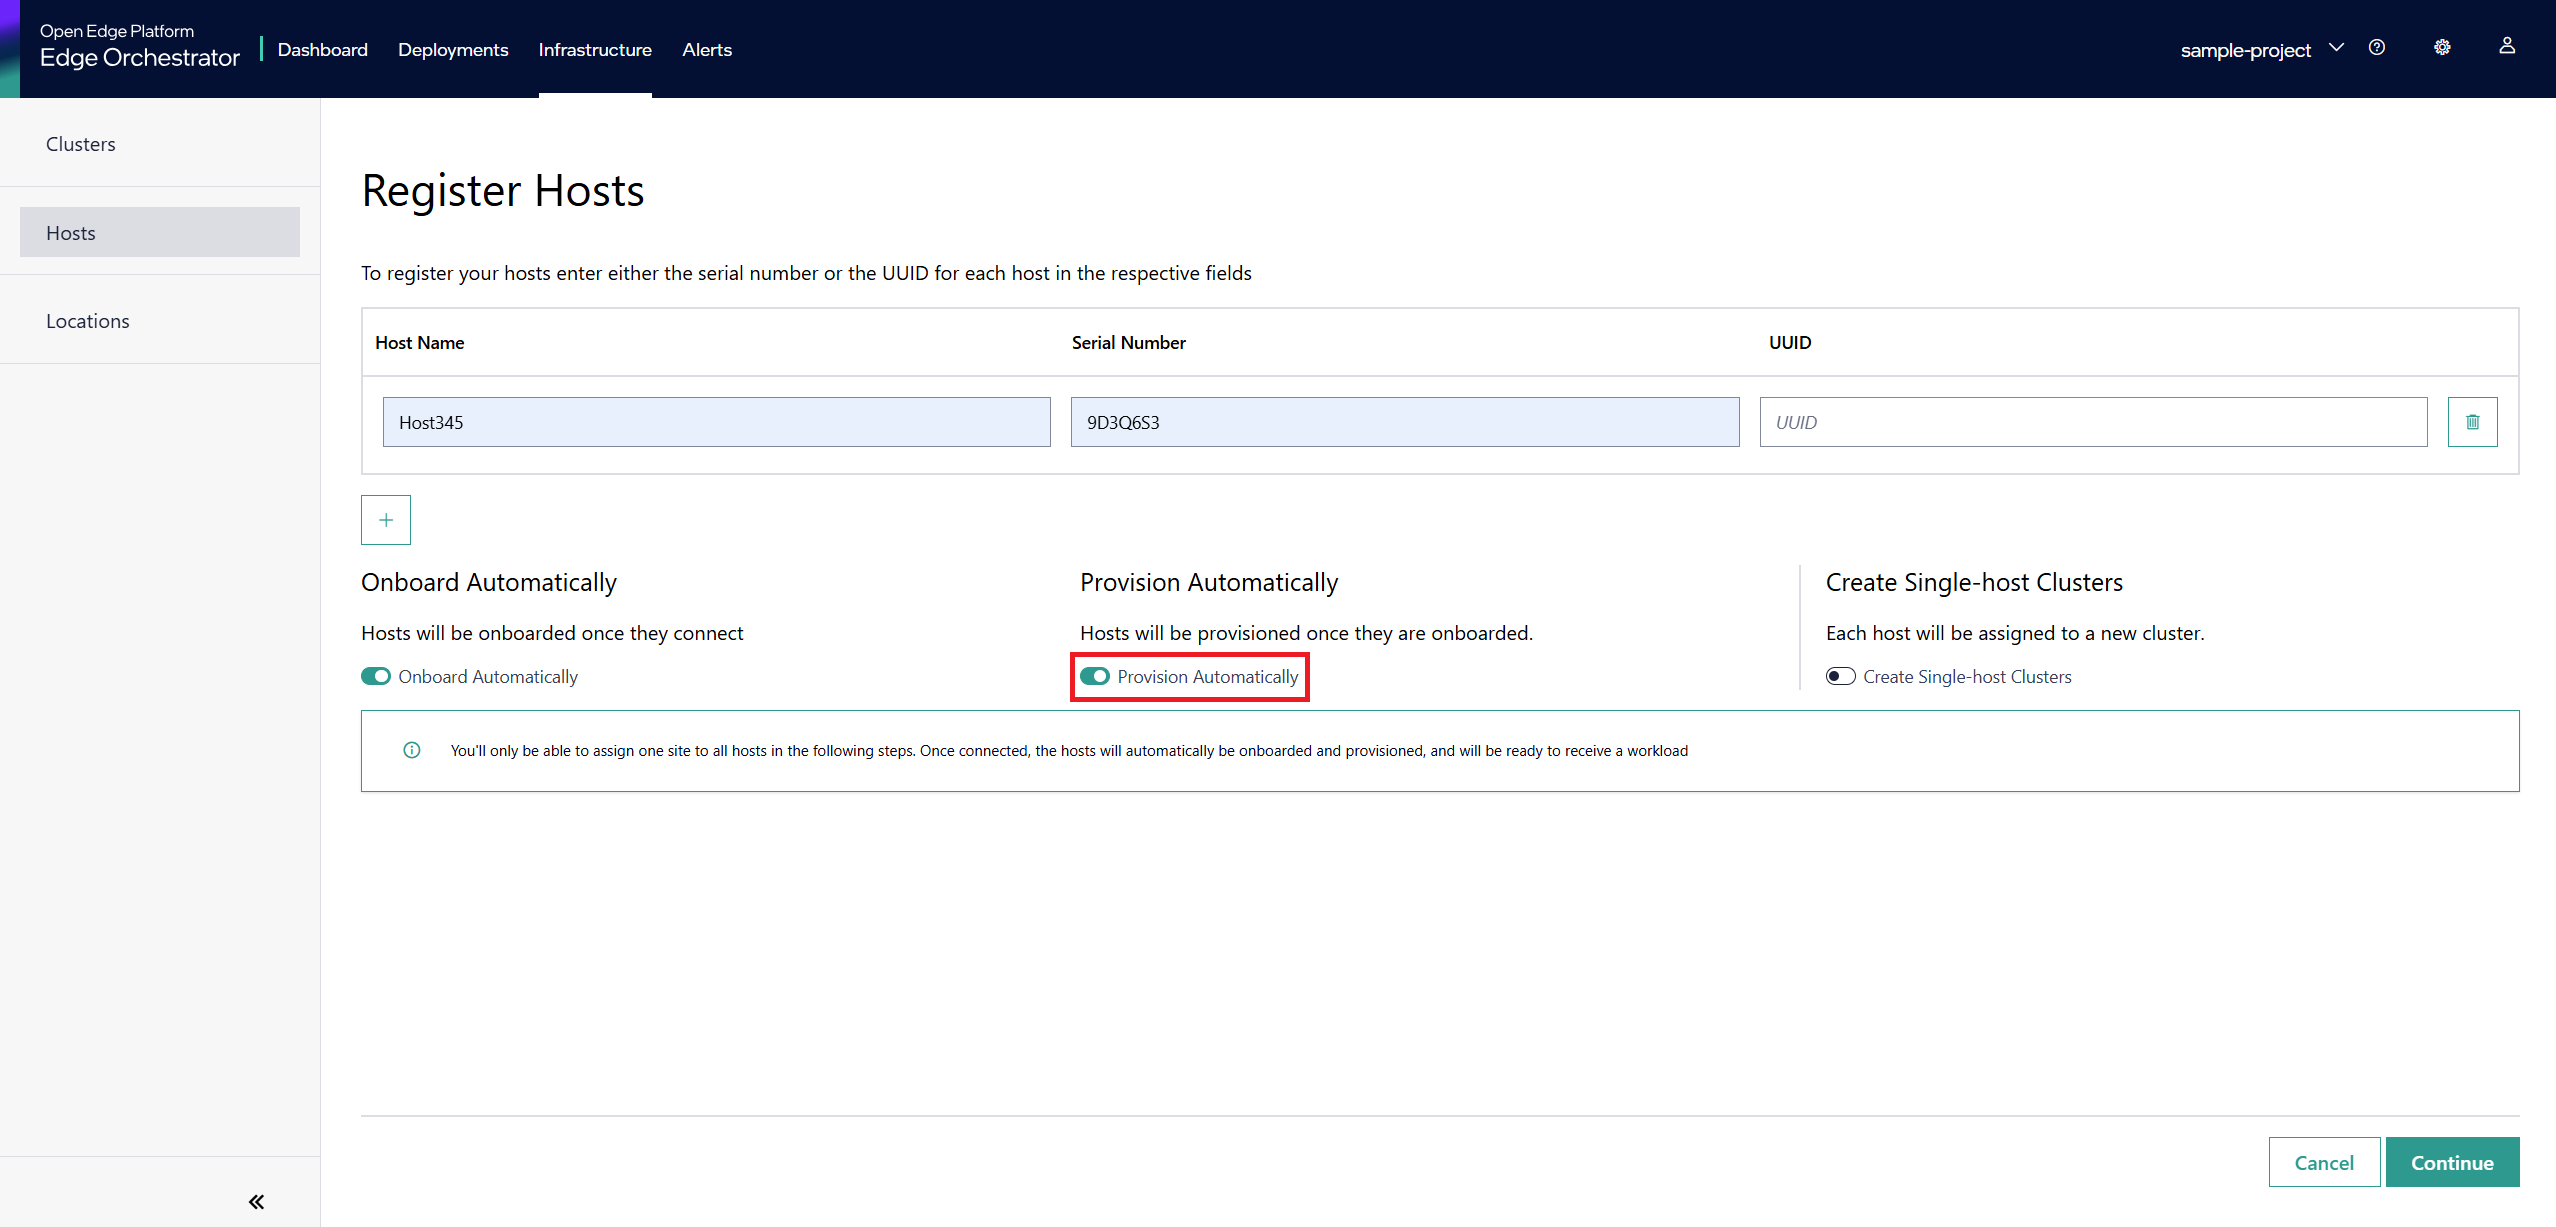 Open Edge Platform
Edge Orchestrator
Dashboard Deployments Infrastructure Alerts
sample-project
Clusters
Hosts
Locations
Register Hosts
To register your hosts enter either the serial number or the UUID for each host in the respective fields
Host Name Serial Number UUID
Host345 9D3Q6S3 UUID
Onboard Automatically Provision Automatically Create Single-host Clusters
Hosts will be onboarded once they connect Hosts will be provisioned once they are onboarded. Each host will be assigned to a new cluster.
Onboard Automatically Provision Automatically Create Single-host Clusters
You'll only be able to assign one site to all hosts in the following steps. Once connected, the hosts will automatically be onboarded and provisioned, and will be ready to receive a workload
Cancel Continue